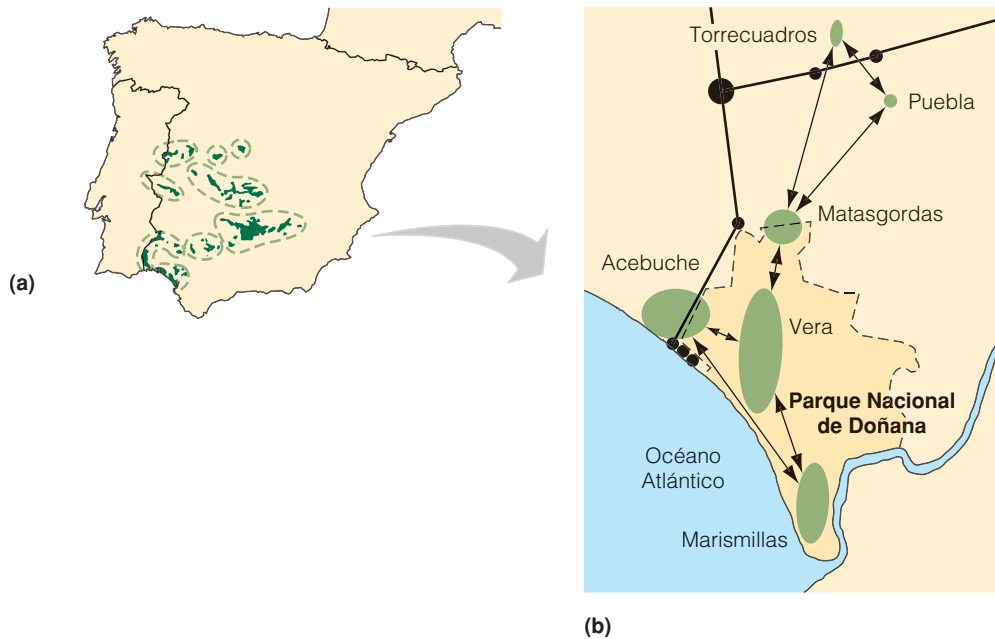 (a)
Torrecuadros
Puebla
Matasgordas
Acebuche
Vera
Parque Nacional
de Doñana
Océano
Atlántico
Marismillas
(b)